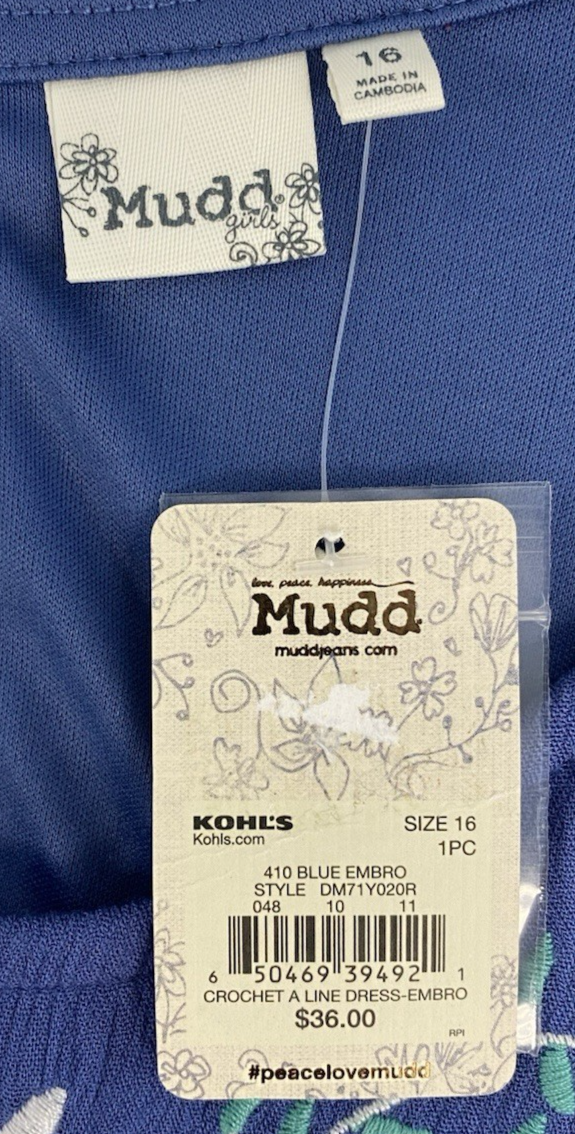 16
MADE IN
CAMBODIA
Mudd®
girls
love. peace. happiness
Mudd
muddjeans.com
KOHL'S
Kohls.com
SIZE 16
1PC
410 BLUE EMBRO
STYLE DM71Y020R
048 10 11
6 50469 39492 1
CROCHET A LINE DRESS-EMBRO
$36.00
RPI
#peacelovemudd